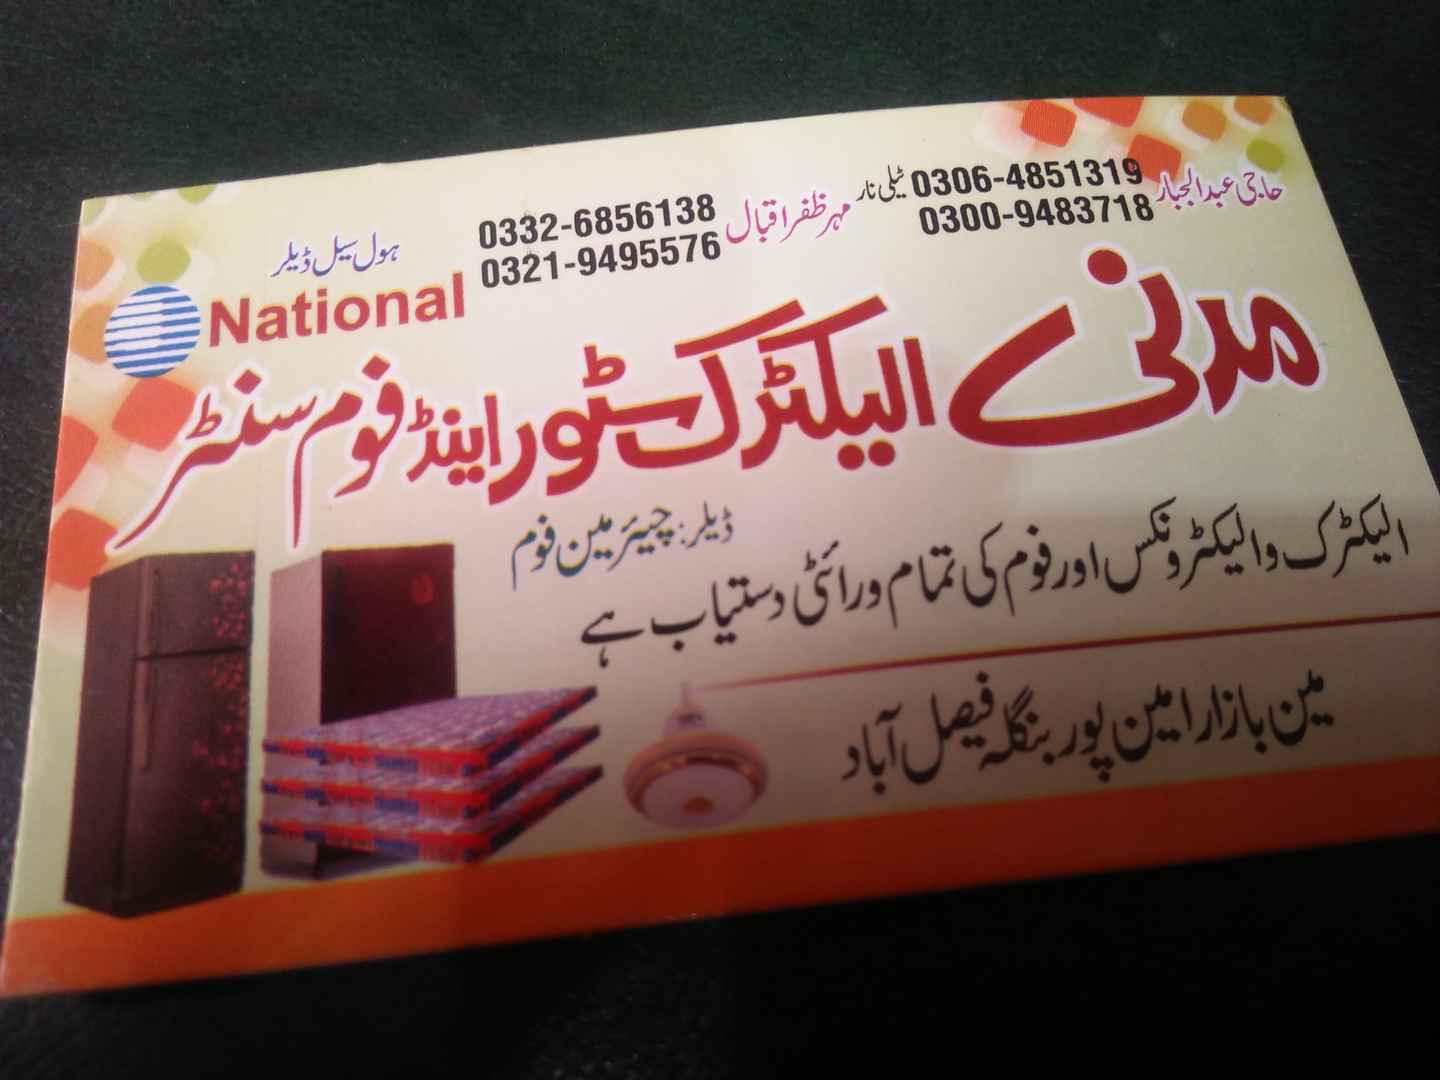 حاجی عبدالجبار 0306-4851319 ٹیلی نار
0300-9483718
مہر ظفر اقبال 0332-6856138
0321-9495576
ہول سیل ڈیلر
National
مدنی الیکٹرک سٹور اینڈ فوم سنٹر
ڈیلر: چیئرمین فوم
الیکٹرک والیکٹرونکس اور فوم کی تمام ورائٹی دستیاب ہے
مین بازار امین پور بنگلہ فیصل آباد